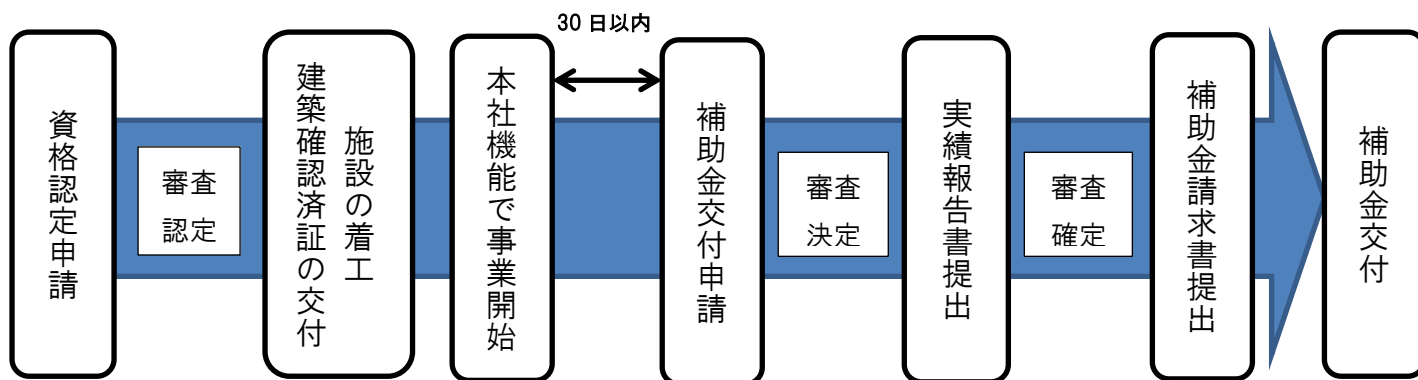 30 日以内
資格認定申請
審査
認定
施設の着工
建築確認済証の交付
本社機能で事業開始
補助金交付申請
審査
決定
実績報告書提出
審査
確定
補助金請求書提出
補助金交付